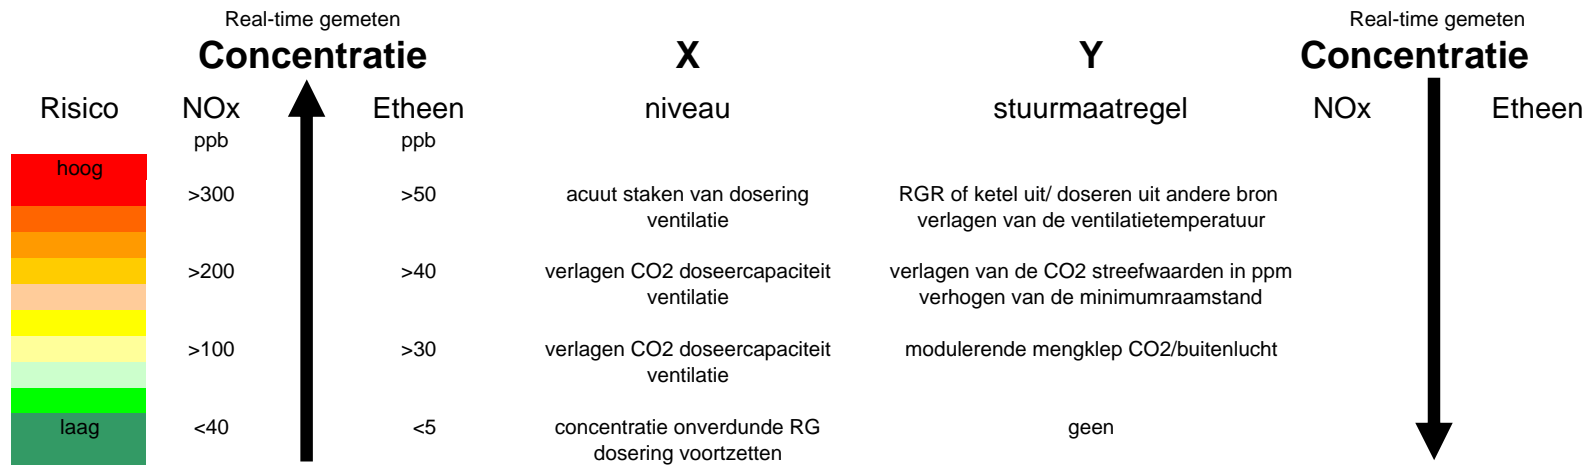 Real-time gemeten Real-time gemeten
Concentratie X Y Concentratie
Risico NOx Etheen niveau stuurmaatregel NOx Etheen
ppb ppb
hoog
>300 >50 acuut staken van dosering RGR of ketel uit/ doseren uit andere bron
ventilatie verlagen van de ventilatietemperatuur
>200 >40 verlagen CO2 doseercapaciteit verlagen van de CO2 streefwaarden in ppm
ventilatie verhogen van de minimumraamstand
>100 >30 verlagen CO2 doseercapaciteit modulerende mengklep CO2/buitenlucht
ventilatie
laag <40 <5 concentratie onverdunde RG geen
dosering voortzetten